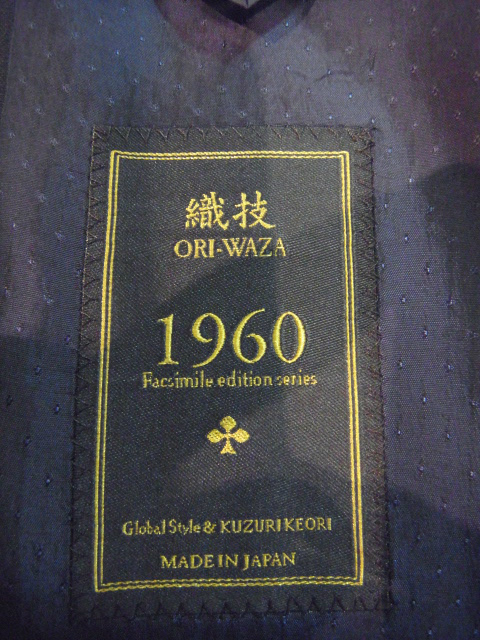 織技
ORI-WAZA
1960
Facsimile edition series
Global Style & KUZURI KEORI
MADE IN JAPAN